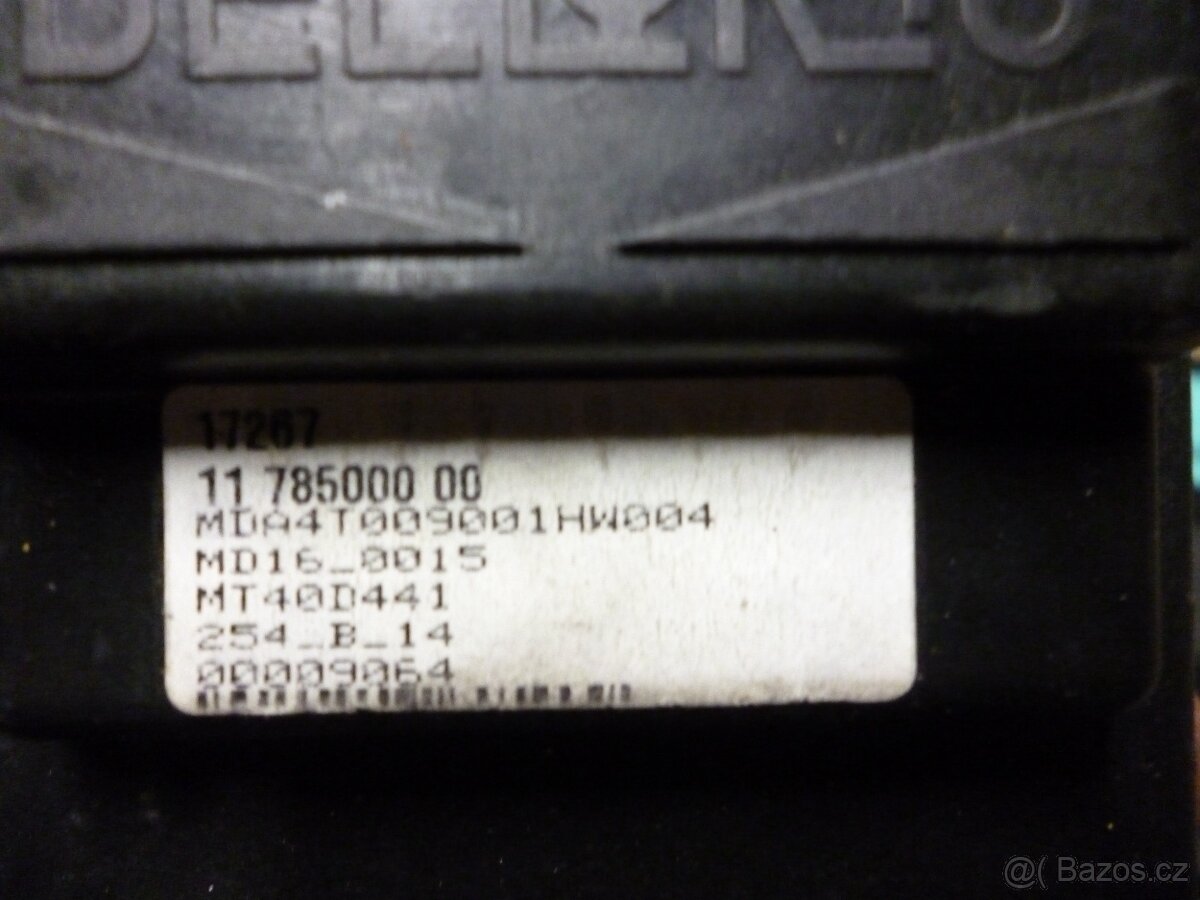 17267
11 785000 00
MDA4T009001HW004
MD16_0015
MT40D441
254_B_14
00009064
@( Bazos.cz